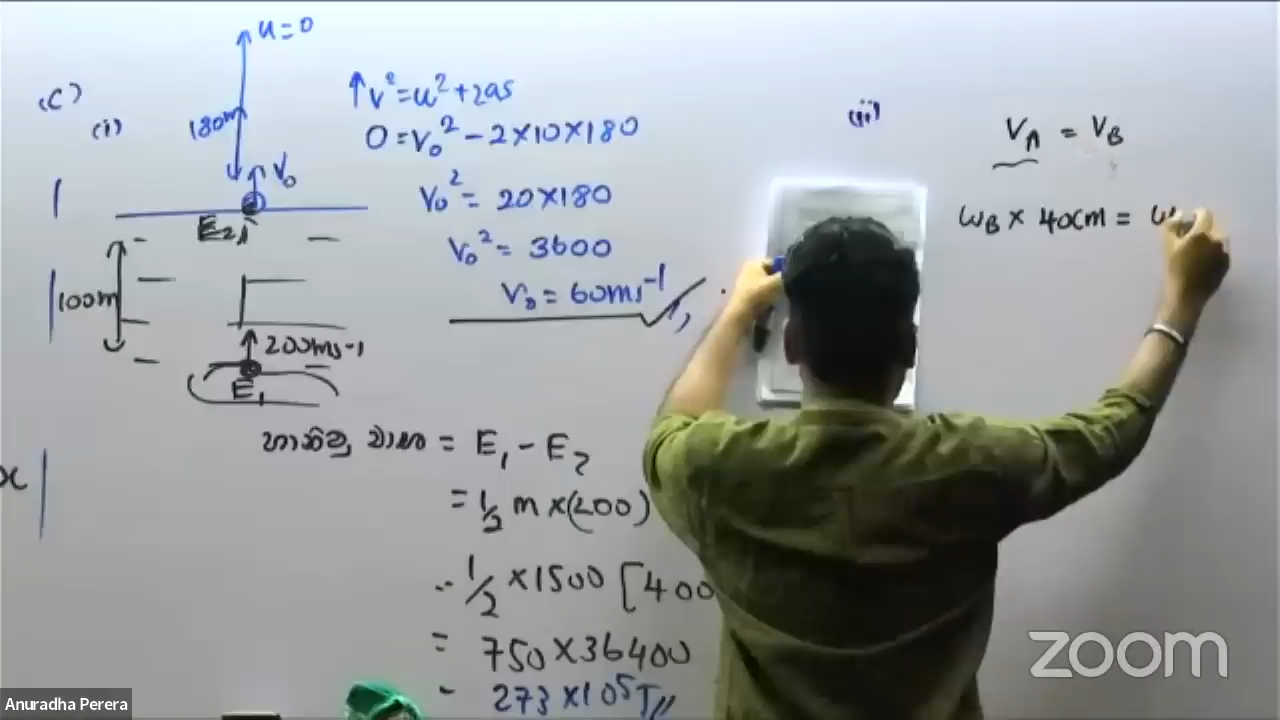 (C)
(i)
u=0
180m
V₀
E₂
100m
200ms⁻¹
E₁
↑v²=u²+2as
0=V₀²-2×10×180
V₀²=20×180
V₀²=3600
V₀=60ms⁻¹
= E₁-E₂
=½m×(200)
½×1500[400
= 750×36400
273×10⁵J
x
(ii)
V_A = V_B
ω_B × 40cm =
zoom
Anuradha Perera